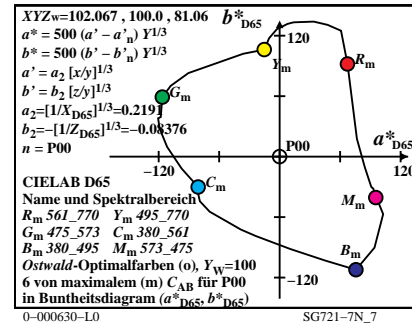 XYZw=102.067, 100.0, 81.06
a* = 500 (a' - a'n) Y1/3
b* = 500 (b' - b'n) Y1/3
a' = a2 [x/y]1/3
b' = b2 [z/y]1/3
a2=[1/XD65]1/3=0.2191
b2=-[1/ZD65]1/3=-0.08376
n = P00
CIELAB D65
Name und Spektralbereich
Rm 561_770 Ym 495_770
Gm 475_573 Cm 380_561
Bm 380_495 Mm 573_475
Ostwald-Optimalfarben (o), YW=100
6 von maximalem (m) CAB für P00
in Buntheitsdiagram (a*D65, b*D65)
b*D65
120
Ym
Rm
Gm
P00
a*D65
-120
120
Cm
Mm
Bm
-120
0-000630-L0
SG721-7N_7